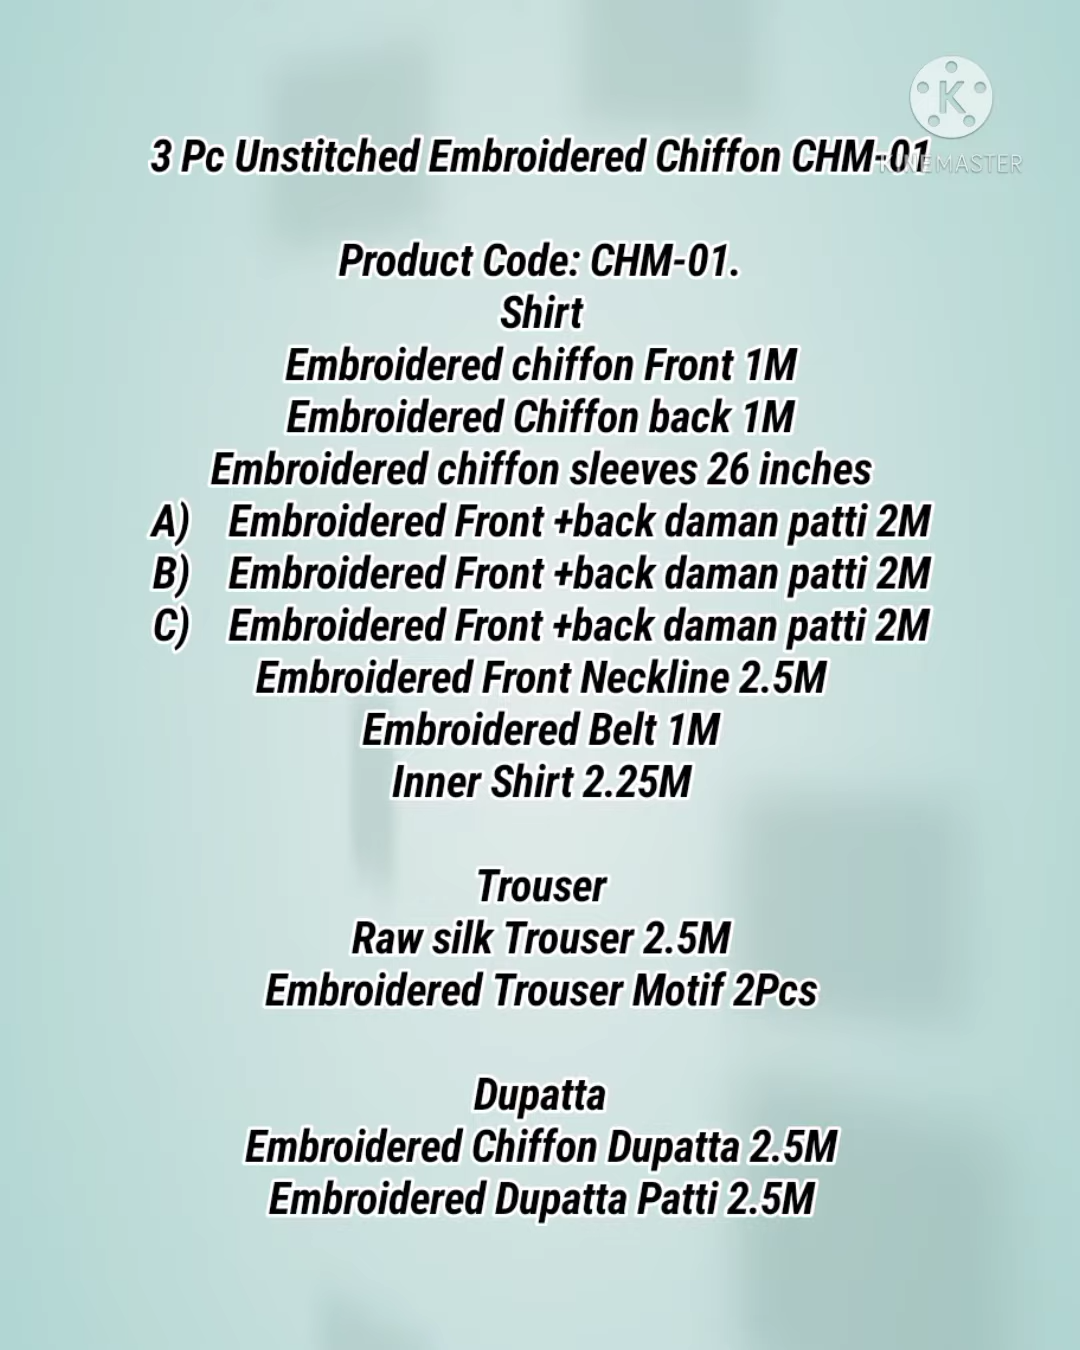 K
KINEMASTER
3 Pc Unstitched Embroidered Chiffon CHM-01
Product Code: CHM-01.
Shirt
Embroidered chiffon Front 1M
Embroidered Chiffon back 1M
Embroidered chiffon sleeves 26 inches
A) Embroidered Front +back daman patti 2M
B) Embroidered Front +back daman patti 2M
C) Embroidered Front +back daman patti 2M
Embroidered Front Neckline 2.5M
Embroidered Belt 1M
Inner Shirt 2.25M
Trouser
Raw silk Trouser 2.5M
Embroidered Trouser Motif 2Pcs
Dupatta
Embroidered Chiffon Dupatta 2.5M
Embroidered Dupatta Patti 2.5M